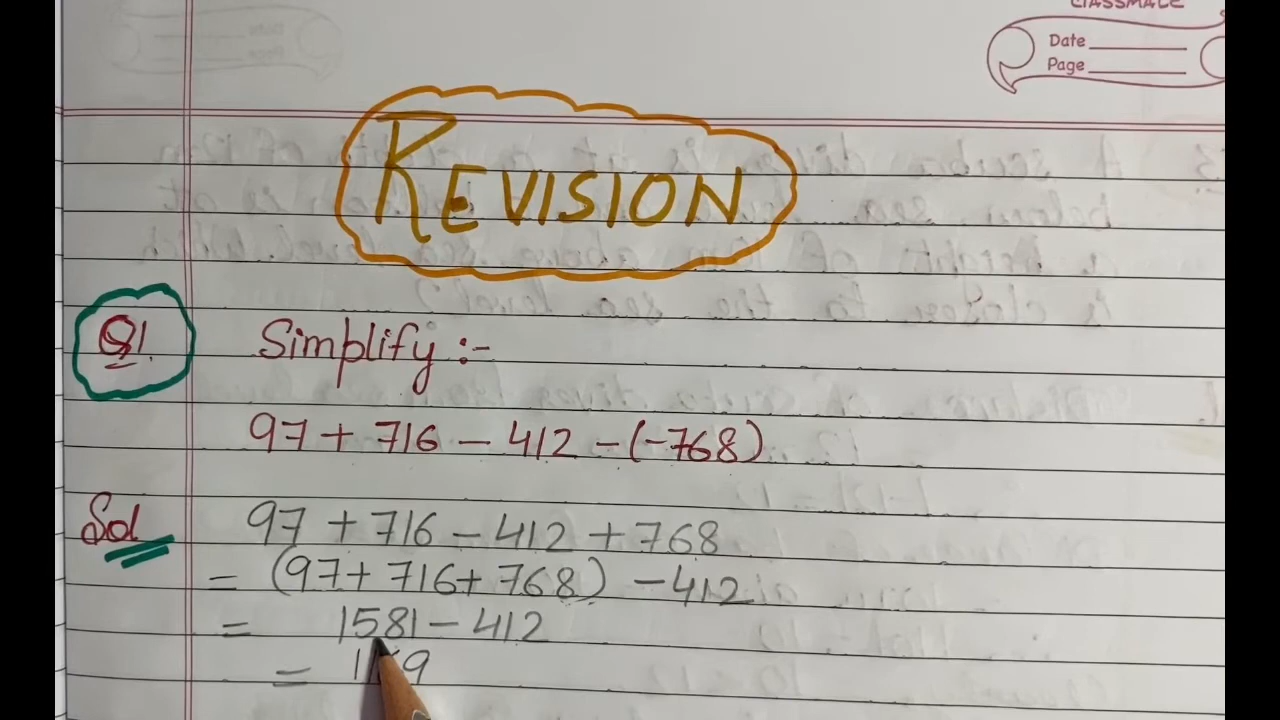 CLASSMATE
Date
Page
REVISION
Q1. Simplify :-
97 + 716 - 412 - (-768)
Sol 97 + 716 - 412 + 768
= (97 + 716 + 768) - 412
= 1581 - 412
=